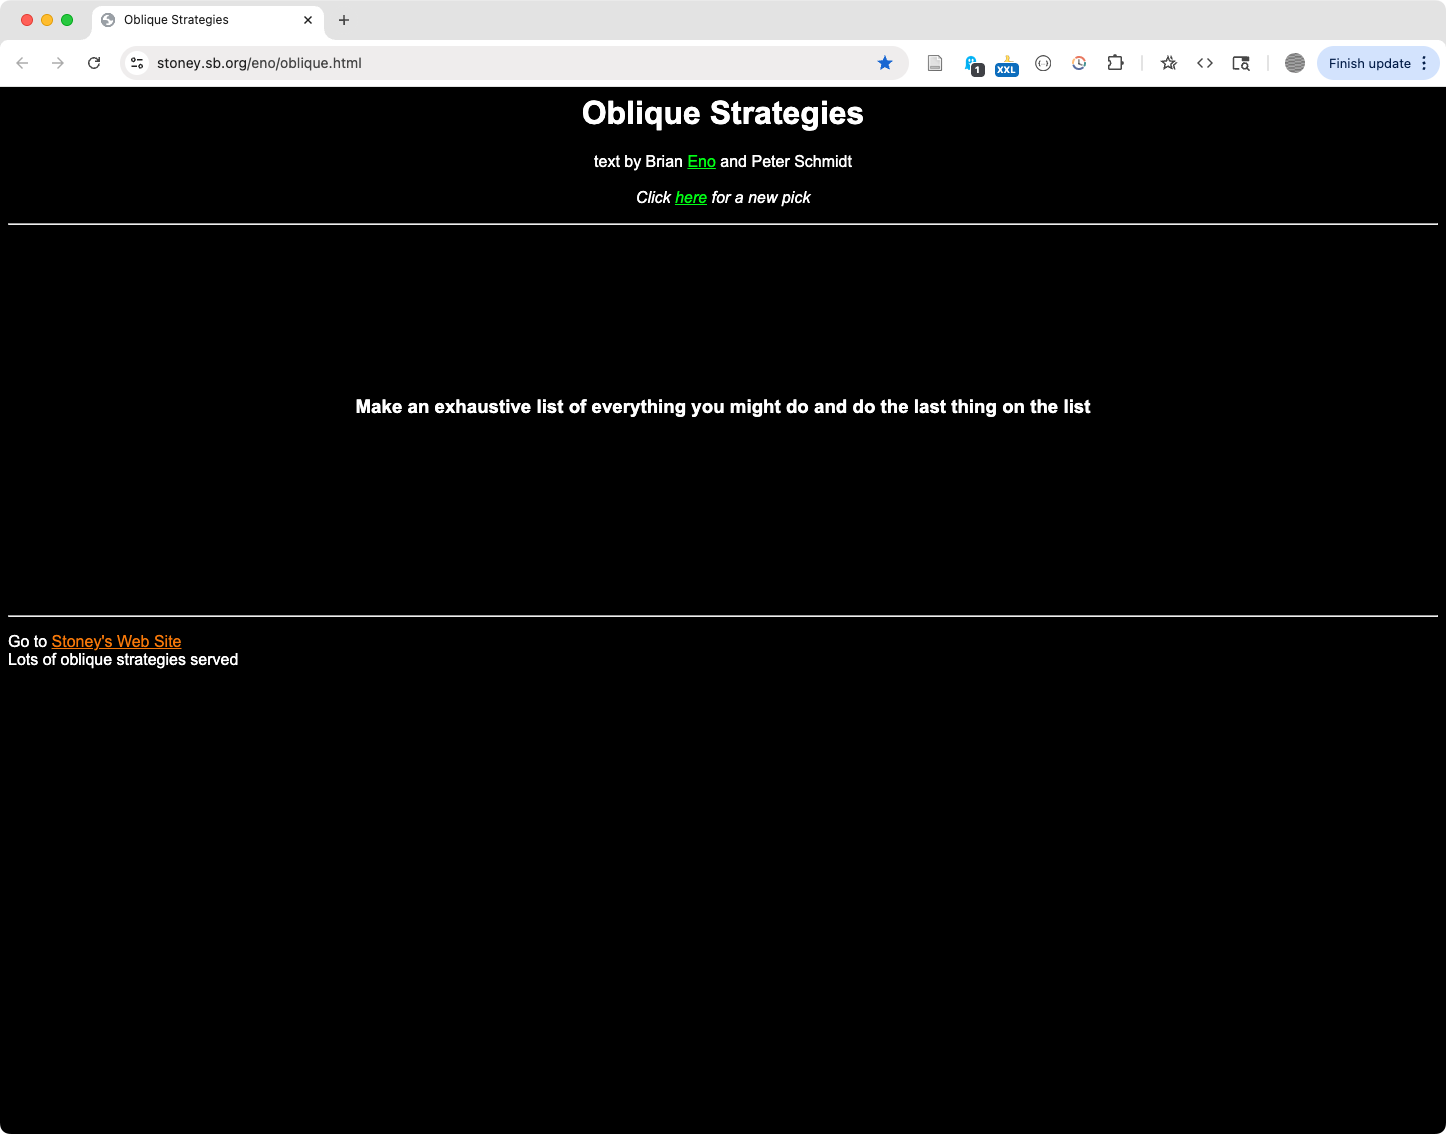 Oblique Strategies
stoney.sb.org/eno/oblique.html
1
XXL
Finish update
Oblique Strategies
text by Brian Eno and Peter Schmidt
Click here for a new pick
Make an exhaustive list of everything you might do and do the last thing on the list
Go to Stoney's Web Site
Lots of oblique strategies served